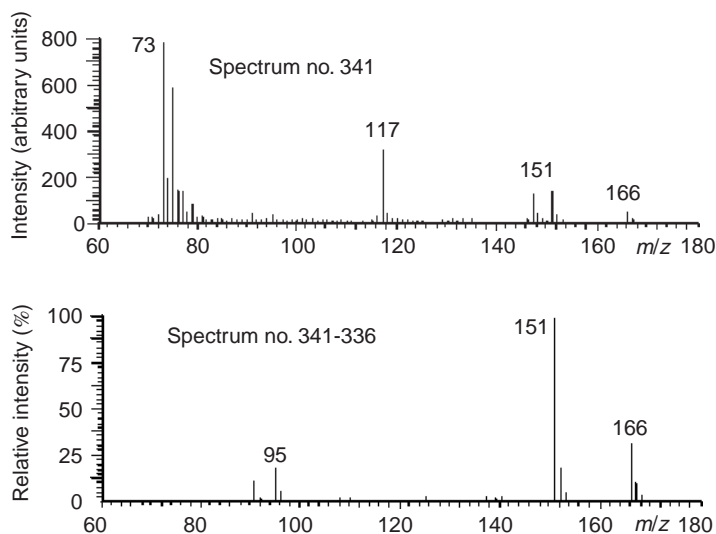 800
73
Spectrum no. 341
600
117
400
151
166
200
0
60 80 100 120 140 160 m/z 180
Intensity (arbitrary units)
100
Spectrum no. 341-336
151
75
50
166
95
25
0
60 80 100 120 140 160 m/z 180
Relative intensity (%)